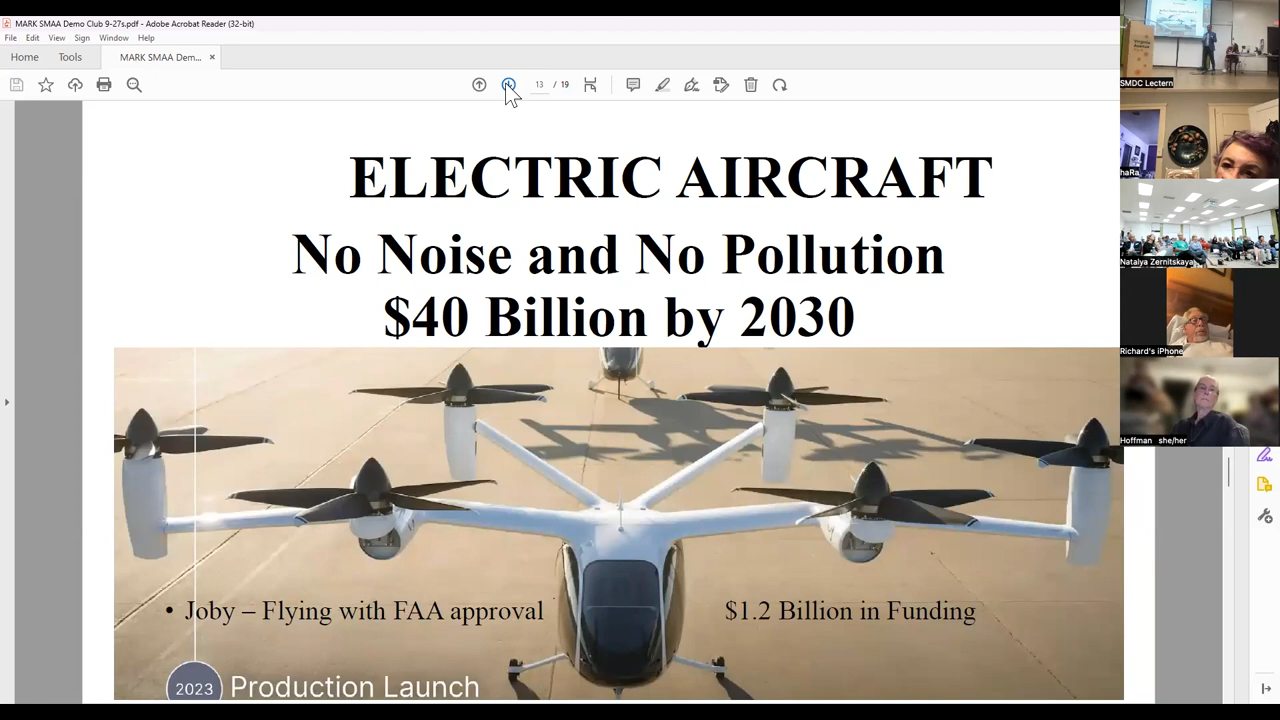 MARK SMAA Demo Club 9-27s.pdf - Adobe Acrobat Reader (32-bit)
File Edit View Sign Window Help
Home Tools MARK SMAA Dem... ×
13 / 19
ELECTRIC AIRCRAFT
No Noise and No Pollution
$40 Billion by 2030
• Joby – Flying with FAA approval $1.2 Billion in Funding
2023 Production Launch
SMDC Lectern
haRa
Natalya Zernitskaya
Richard's iPhone
Hoffman she/her